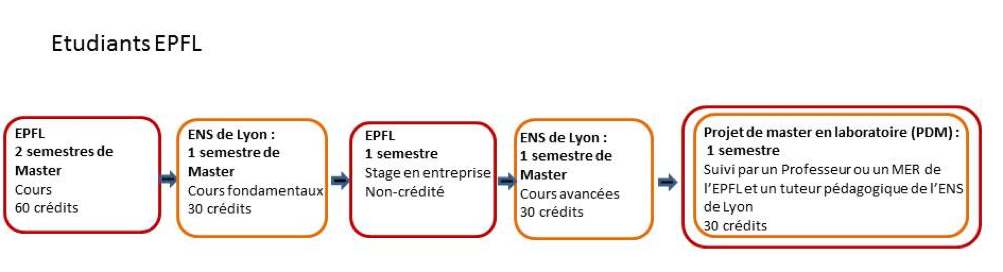 Etudiants EPFL
EPFL
2 semestres de
Master
Cours
60 crédits
ENS de Lyon :
1 semestre de
Master
Cours fondamentaux
30 crédits
EPFL
1 semestre
Stage en entreprise
Non-crédité
ENS de Lyon :
1 semestre de
Master
Cours avancées
30 crédits
Projet de master en laboratoire (PDM) :
1 semestre
Suivi par un Professeur ou un MER de
l'EPFL et un tuteur pédagogique de l'ENS
de Lyon
30 crédits